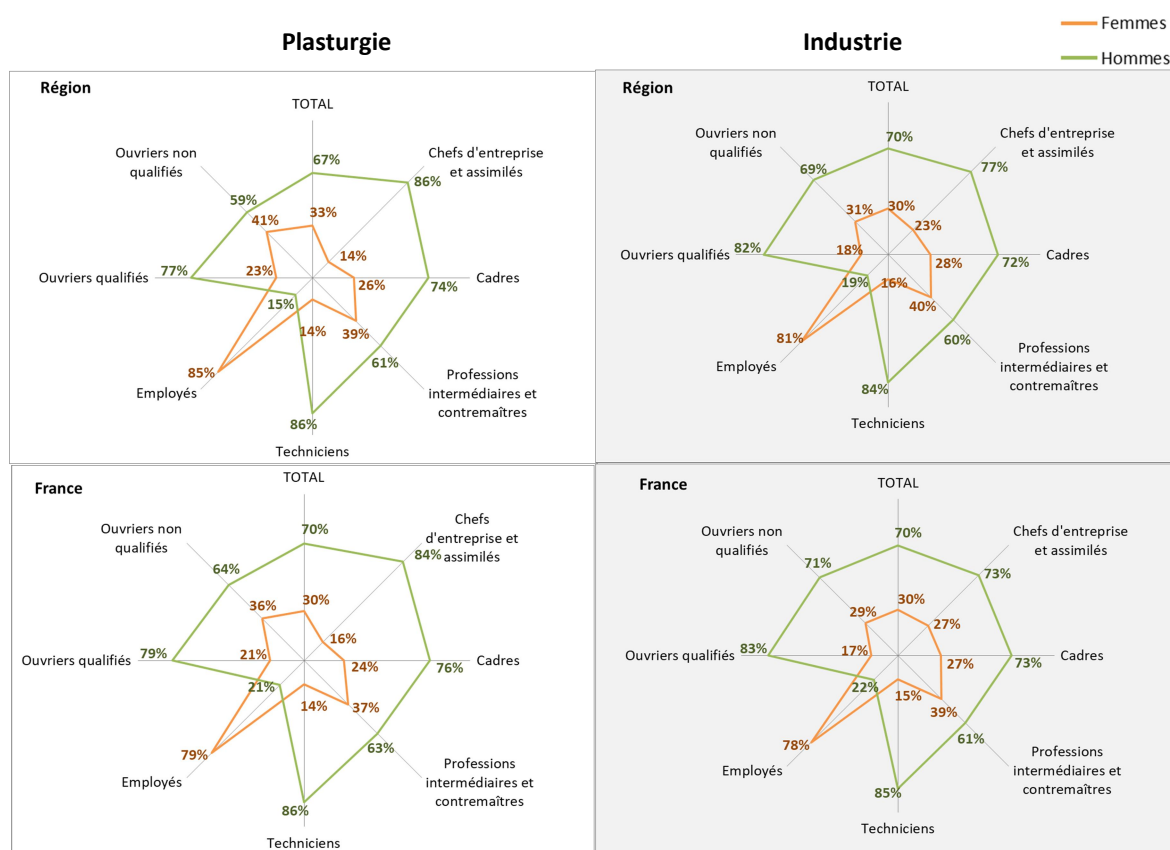 Plasturgie
Industrie
Femmes
Hommes
Région
TOTAL
67%
Chefs d'entreprise
et assimilés
86%
Ouvriers non
qualifiés
59%
41%
33%
14%
Ouvriers qualifiés
77%
23%
26%
74%
Cadres
15%
14%
39%
61%
85%
Employés
Professions
intermédiaires et
contremaîtres
86%
Techniciens
Région
TOTAL
70%
Chefs d'entreprise
et assimilés
77%
Ouvriers non
qualifiés
69%
31%
30%
23%
Ouvriers qualifiés
82%
18%
28%
72%
Cadres
19%
16%
40%
60%
81%
Employés
Professions
intermédiaires et
contremaîtres
84%
Techniciens
France
TOTAL
70%
Chefs
d'entreprise et
assimilés
84%
Ouvriers non
qualifiés
64%
36%
30%
16%
Ouvriers qualifiés
79%
21%
24%
76%
Cadres
21%
14%
37%
63%
79%
Employés
Professions
intermédiaires et
contremaîtres
86%
Techniciens
France
TOTAL
70%
Chefs d'entreprise
et assimilés
73%
Ouvriers non
qualifiés
71%
29%
30%
27%
Ouvriers qualifiés
83%
17%
27%
73%
Cadres
22%
15%
39%
61%
78%
Employés
Professions
intermédiaires et
contremaîtres
85%
Techniciens